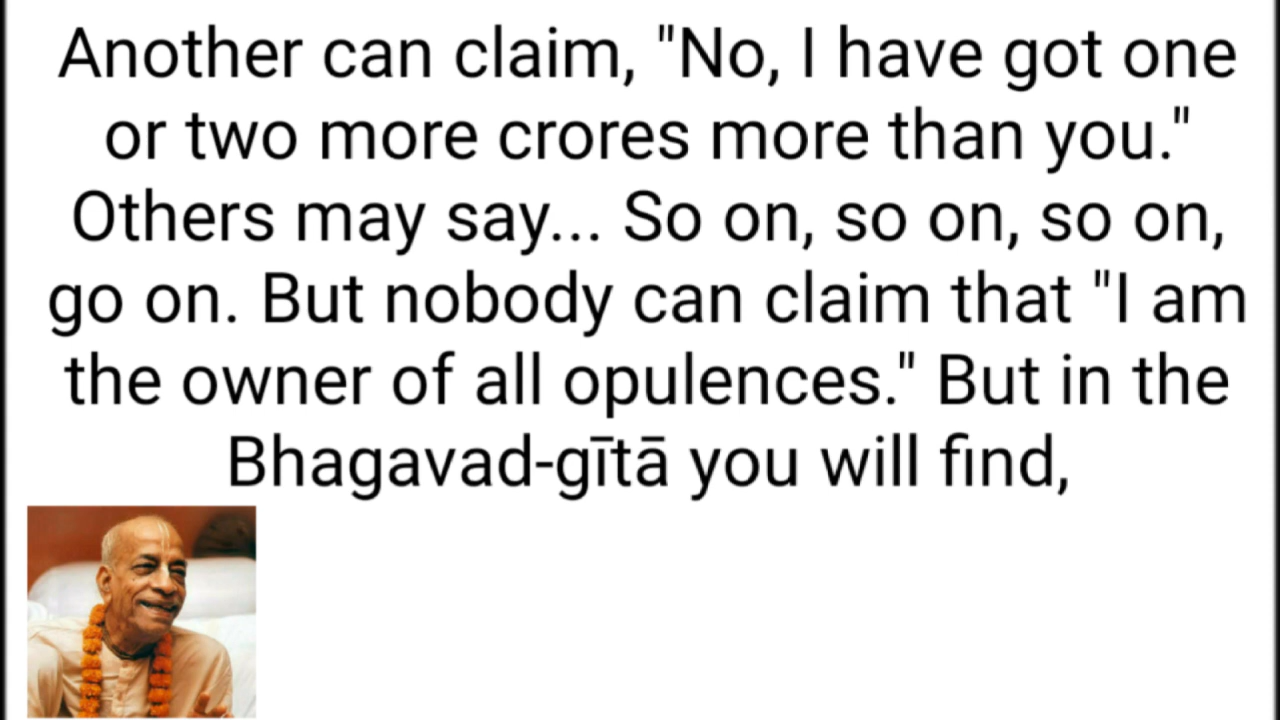 Another can claim, "No, I have got one
or two more crores more than you."
Others may say... So on, so on, so on,
go on. But nobody can claim that "I am
the owner of all opulences." But in the
Bhagavad-gītā you will find,